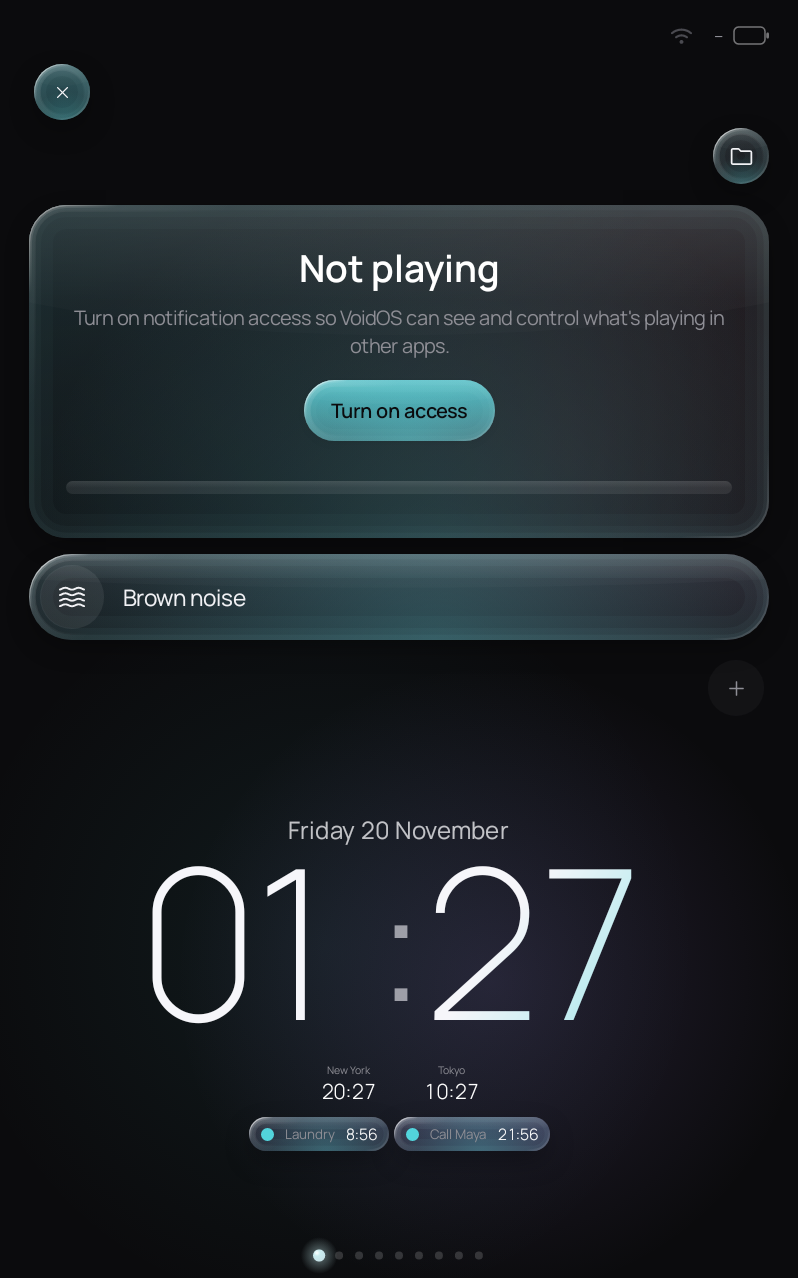 Not playing
Turn on notification access so VoidOS can see and control what's playing in
other apps.
Turn on access
Brown noise
Friday 20 November
01:27
New York Tokyo
20:27 10:27
Laundry 8:56 Call Maya 21:56